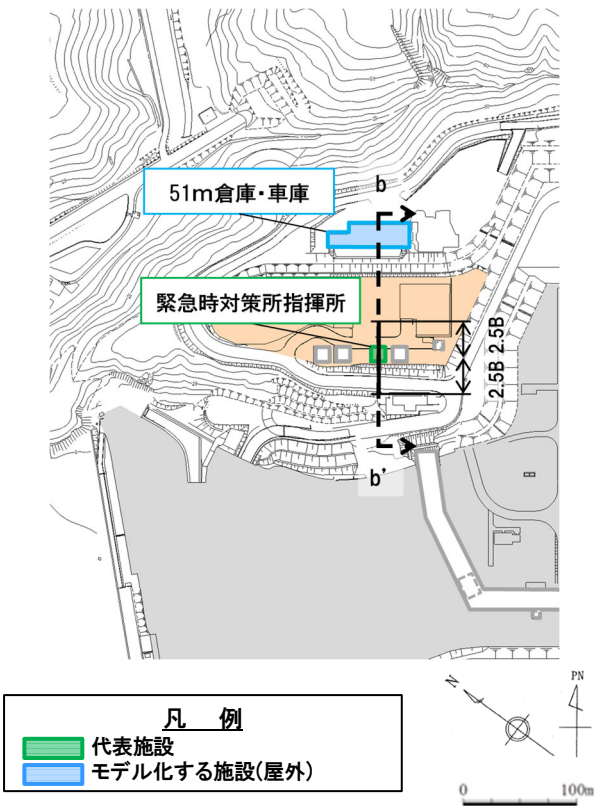 b
51m倉庫・車庫
緊急時対策所指揮所
2.5B 2.5B
b'
凡 例
代表施設
モデル化する施設(屋外)
N
PN
0 100m